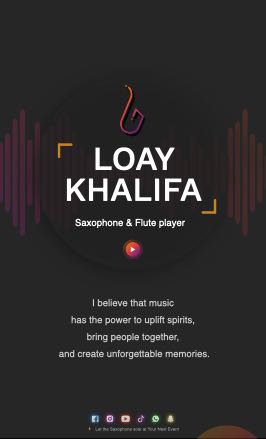 LOAY
KHALIFA
Saxophone & Flute player
I believe that music
has the power to uplift spirits,
bring people together,
and create unforgettable memories.
Let the Saxophone soar at Your Next Event